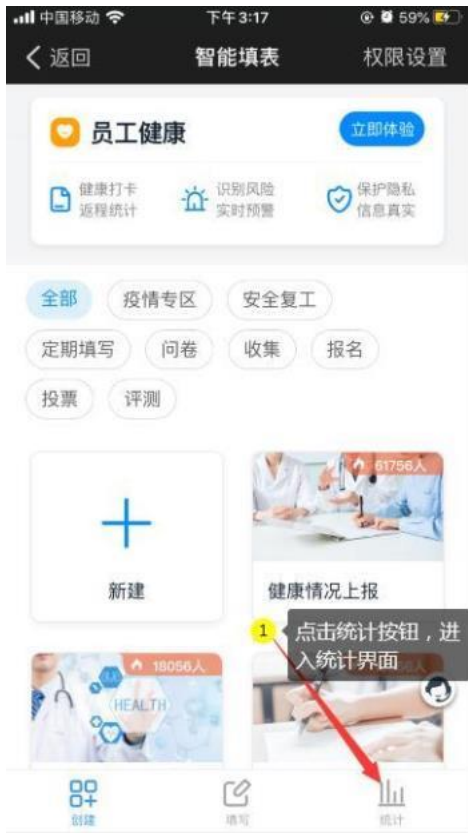 中国移动 下午3:17 59%
返回 智能填表 权限设置
员工健康 立即体验
健康打卡 识别风险 保护隐私
返程统计 实时预警 信息真实
全部 疫情专区 安全复工
定期填写 问卷 收集 报名
投票 评测
61756人
新建 健康情况上报
1 点击统计按钮，进
入统计界面
18056人
HEALTH
创建 填写 统计